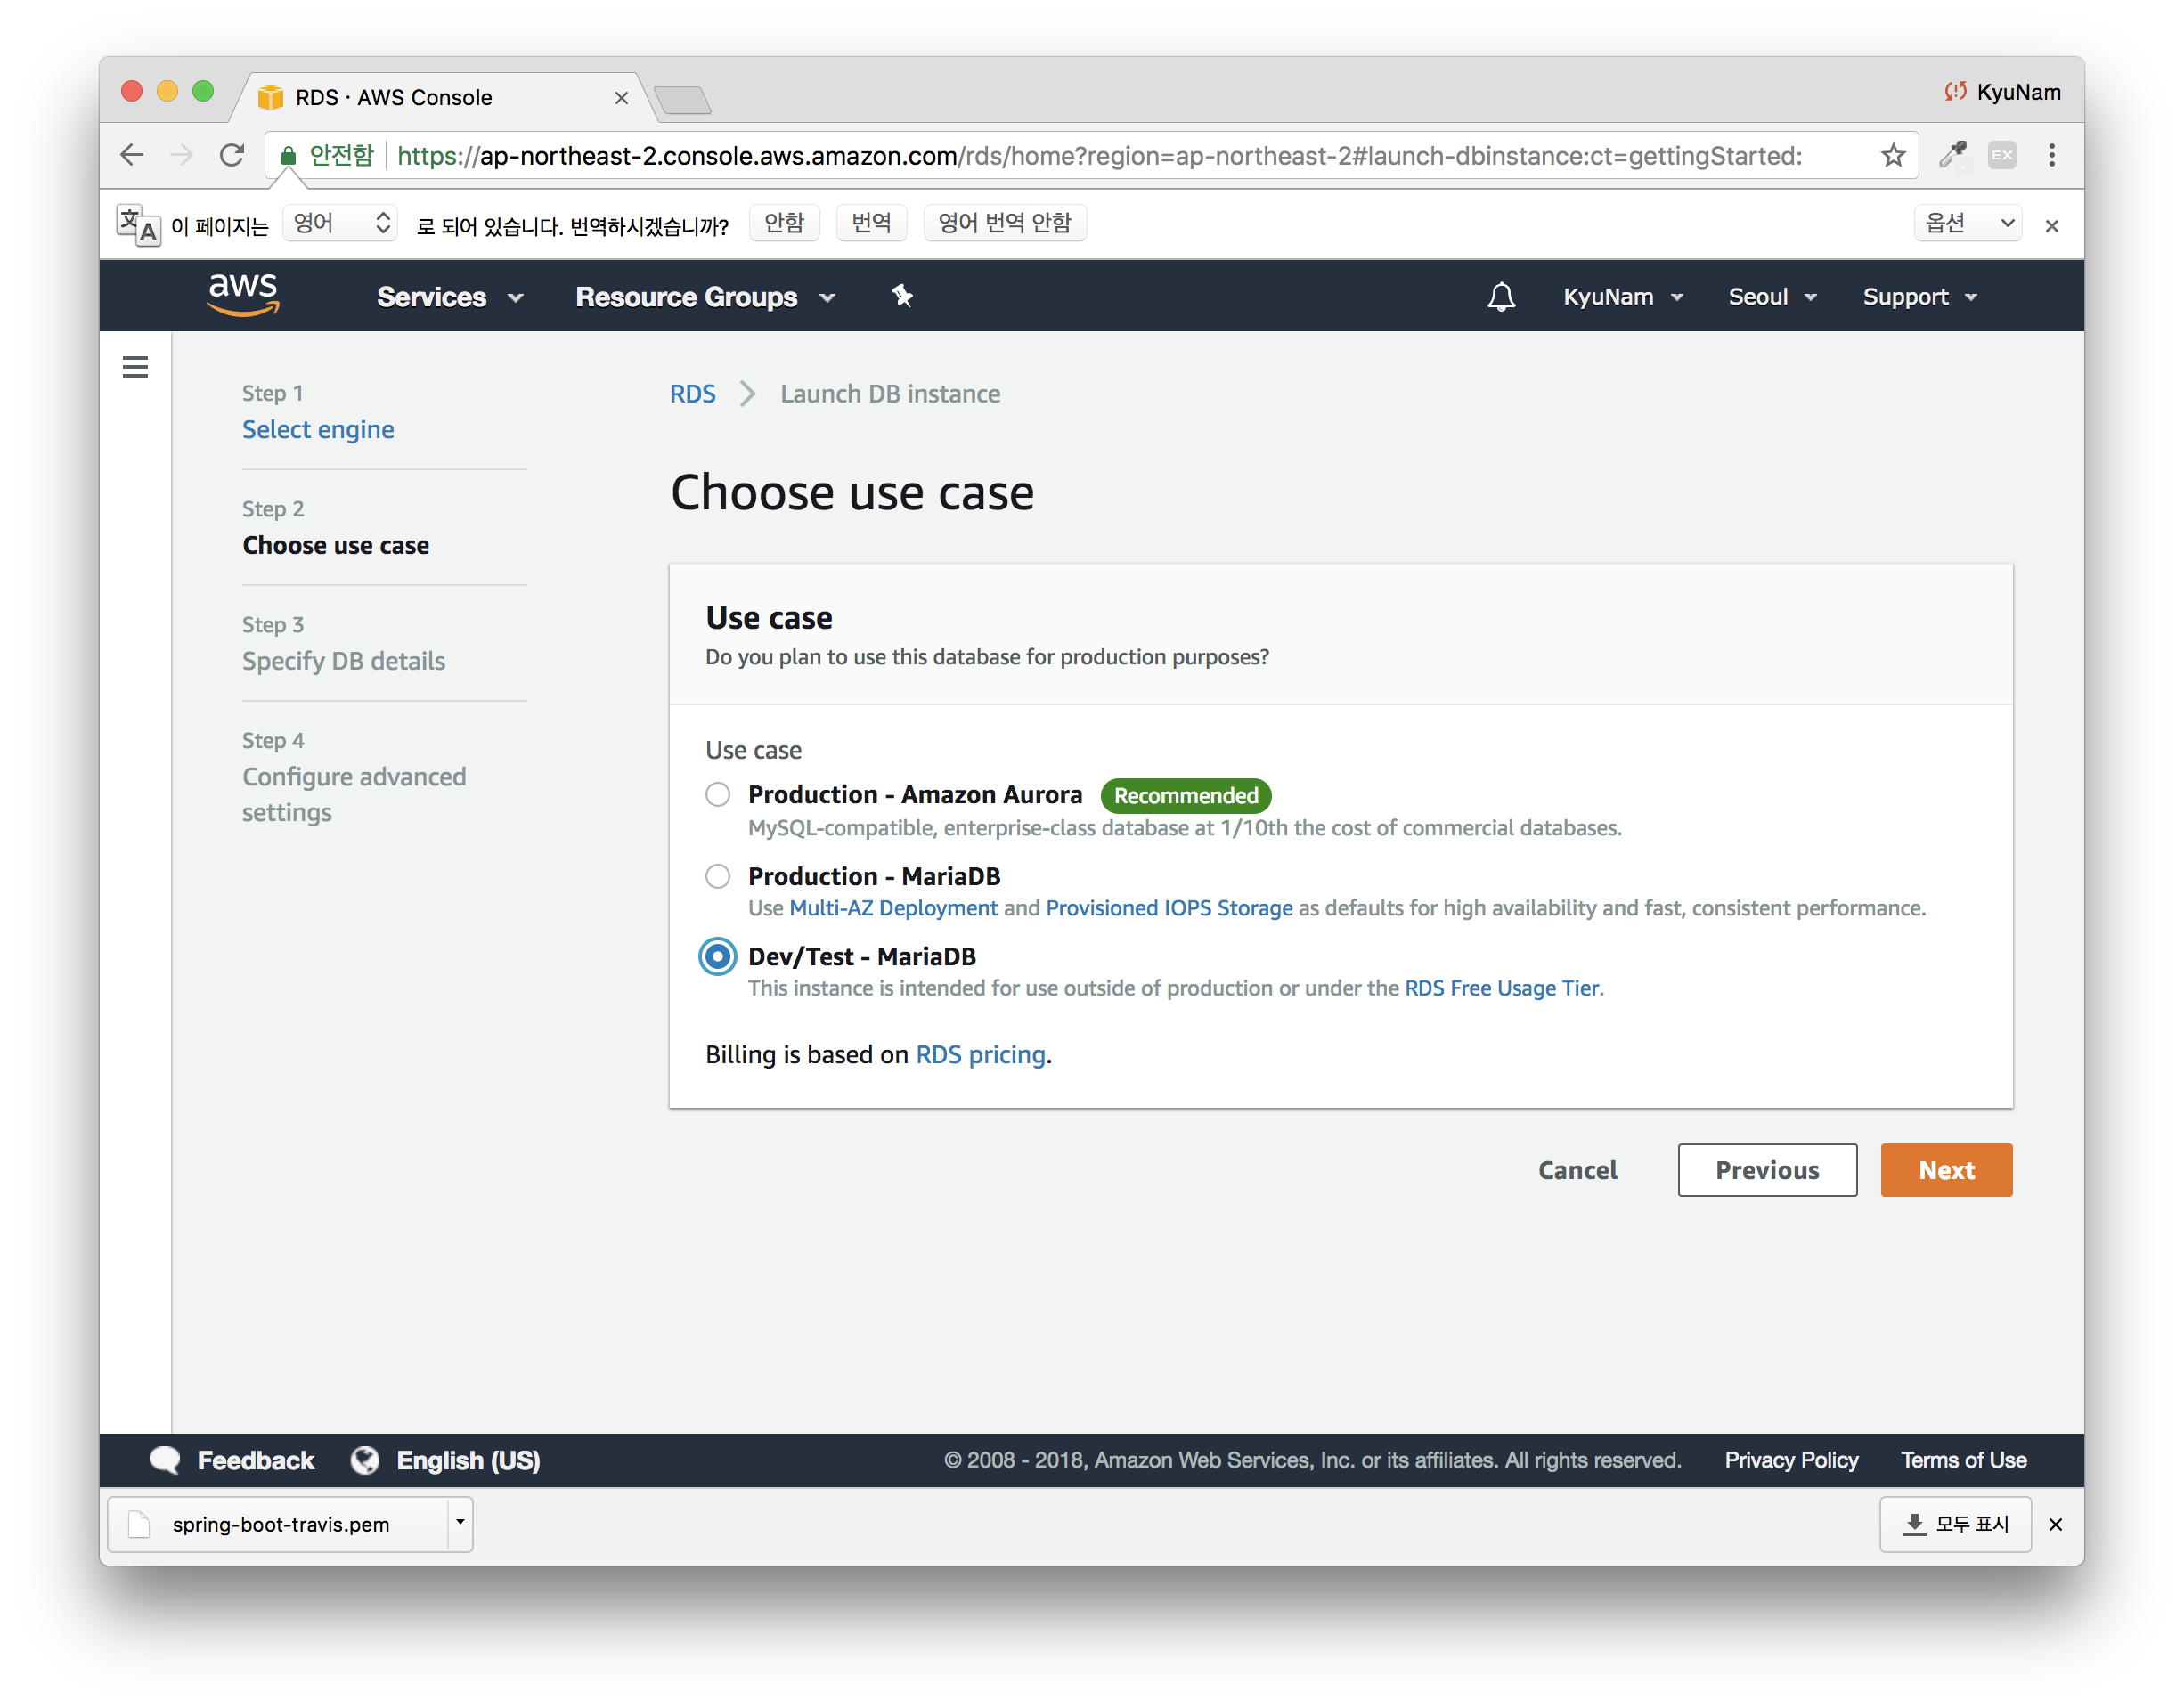 RDS · AWS Console
KyuNam
안전함 https://ap-northeast-2.console.aws.amazon.com/rds/home?region=ap-northeast-2#launch-dbinstance:ct=gettingStarted:
EX
文A 이 페이지는 영어 로 되어 있습니다. 번역하시겠습니까? 안함 번역 영어 번역 안함 옵션
aws Services Resource Groups KyuNam Seoul Support
Step 1
Select engine
Step 2
Choose use case
Step 3
Specify DB details
Step 4
Configure advanced
settings
RDS Launch DB instance
Choose use case
Use case
Do you plan to use this database for production purposes?
Use case
Production - Amazon Aurora Recommended
MySQL-compatible, enterprise-class database at 1/10th the cost of commercial databases.
Production - MariaDB
Use Multi-AZ Deployment and Provisioned IOPS Storage as defaults for high availability and fast, consistent performance.
Dev/Test - MariaDB
This instance is intended for use outside of production or under the RDS Free Usage Tier.
Billing is based on RDS pricing.
Cancel Previous Next
Feedback English (US) © 2008 - 2018, Amazon Web Services, Inc. or its affiliates. All rights reserved. Privacy Policy Terms of Use
spring-boot-travis.pem 모두 표시